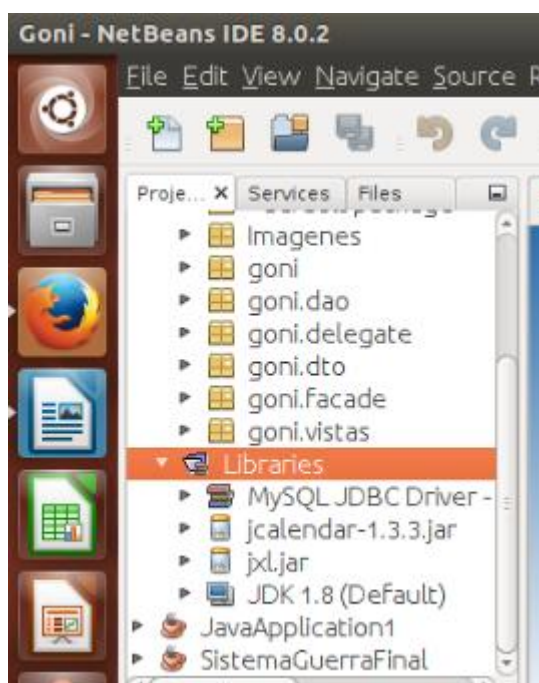 Goni - NetBeans IDE 8.0.2
File Edit View Navigate Source R
Proje... Services Files
Imagenes
goni
goni.dao
goni.delegate
goni.dto
goni.facade
goni.vistas
Libraries
MySQL JDBC Driver -
jcalendar-1.3.3.jar
jxl.jar
JDK 1.8 (Default)
JavaApplication1
SistemaGuerraFinal